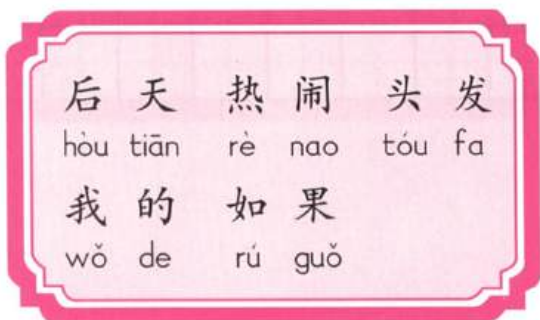 后天 热闹 头发
hòu tiān rè nao tóu fa
我的 如果
wǒ de rú guǒ